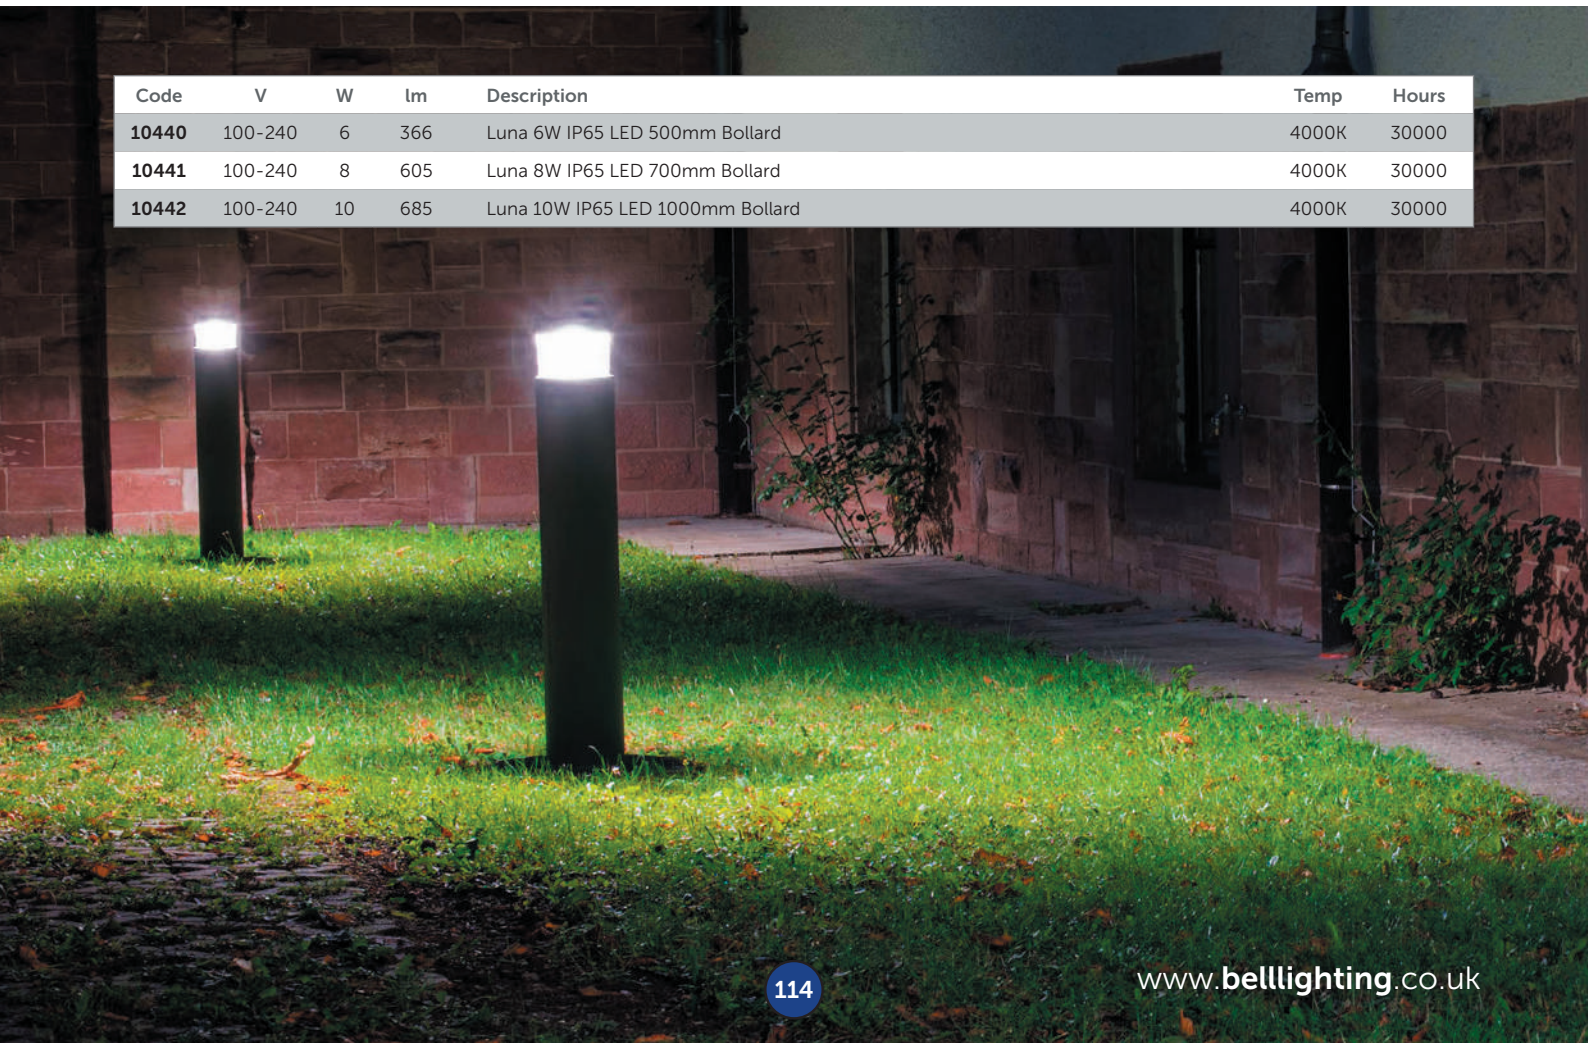 Code V W lm Description Temp Hours
10440 100-240 6 366 Luna 6W IP65 LED 500mm Bollard 4000K 30000
10441 100-240 8 605 Luna 8W IP65 LED 700mm Bollard 4000K 30000
10442 100-240 10 685 Luna 10W IP65 LED 1000mm Bollard 4000K 30000
114
www.belllighting.co.uk